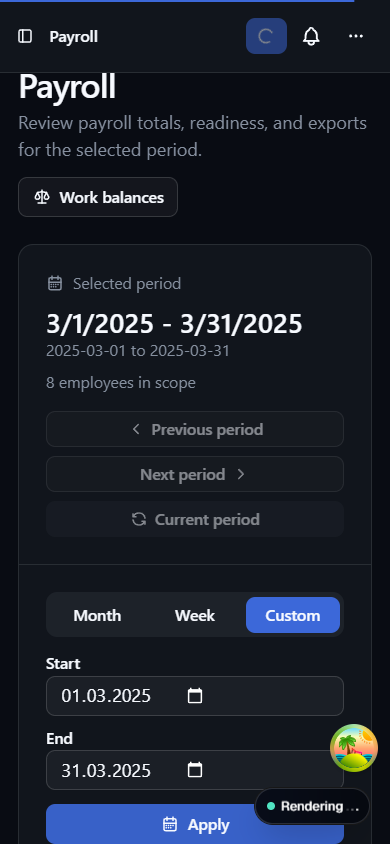 Payroll
Payroll
Review payroll totals, readiness, and exports
for the selected period.
Work balances
Selected period
3/1/2025 - 3/31/2025
2025-03-01 to 2025-03-31
8 employees in scope
Previous period
Next period
Current period
Month
Week
Custom
Start
01.03.2025
End
31.03.2025
Apply
Rendering ...